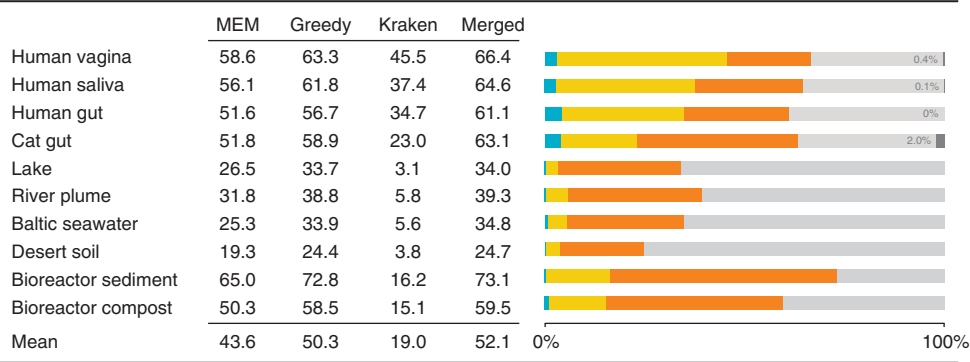 MEM Greedy Kraken Merged
Human vagina 58.6 63.3 45.5 66.4 0.4%
Human saliva 56.1 61.8 37.4 64.6 0.1%
Human gut 51.6 56.7 34.7 61.1 0%
Cat gut 51.8 58.9 23.0 63.1 2.0%
Lake 26.5 33.7 3.1 34.0
River plume 31.8 38.8 5.8 39.3
Baltic seawater 25.3 33.9 5.6 34.8
Desert soil 19.3 24.4 3.8 24.7
Bioreactor sediment 65.0 72.8 16.2 73.1
Bioreactor compost 50.3 58.5 15.1 59.5
Mean 43.6 50.3 19.0 52.1 0% 100%